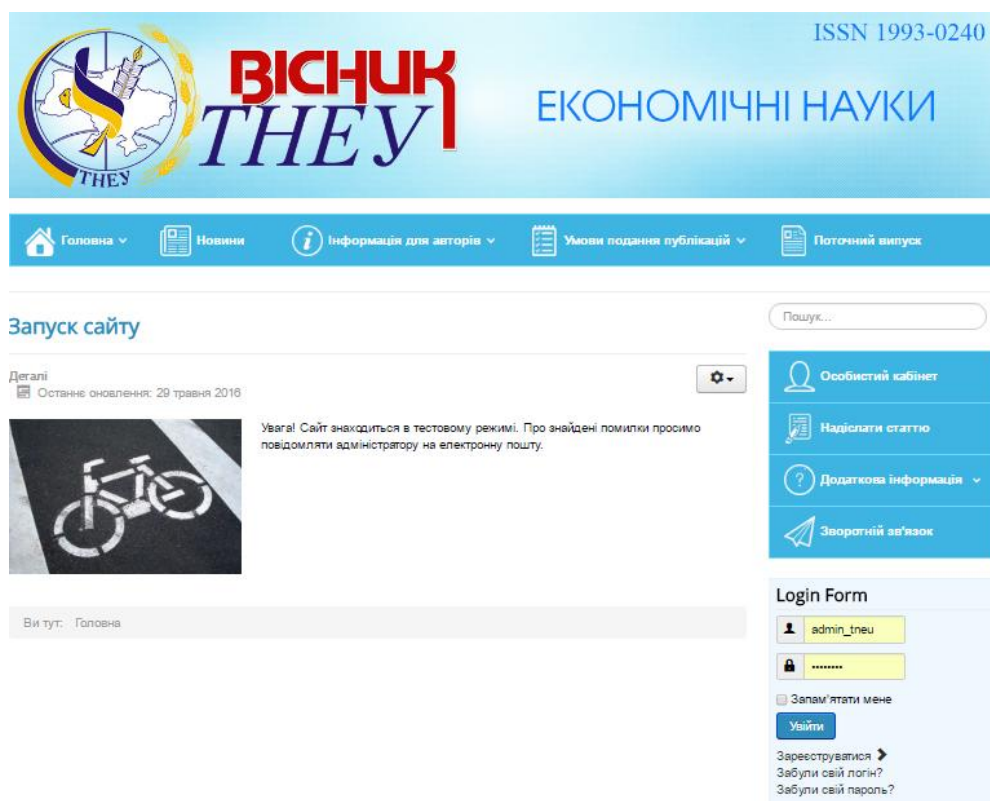 ISSN 1993-0240
ВІСНИК
ТНЕУ
ЕКОНОМІЧНІ НАУКИ
ТНЕУ
Головна
Новини
Інформація для авторів
Умови подання публікацій
Поточний випуск
Запуск сайту
Пошук...
Деталі
Останнє оновлення: 29 травня 2016
Увага! Сайт знаходиться в тестовому режимі. Про знайдені помилки просимо
повідомляти адміністратору на електронну пошту.
Ви тут: Головна
Особистий кабінет
Надіслати статтю
Додаткова інформація
Зворотній зв'язок
Login Form
admin_tneu
••••••••
Запам'ятати мене
Увійти
Зареєструватися
Забули свій логін?
Забули свій пароль?